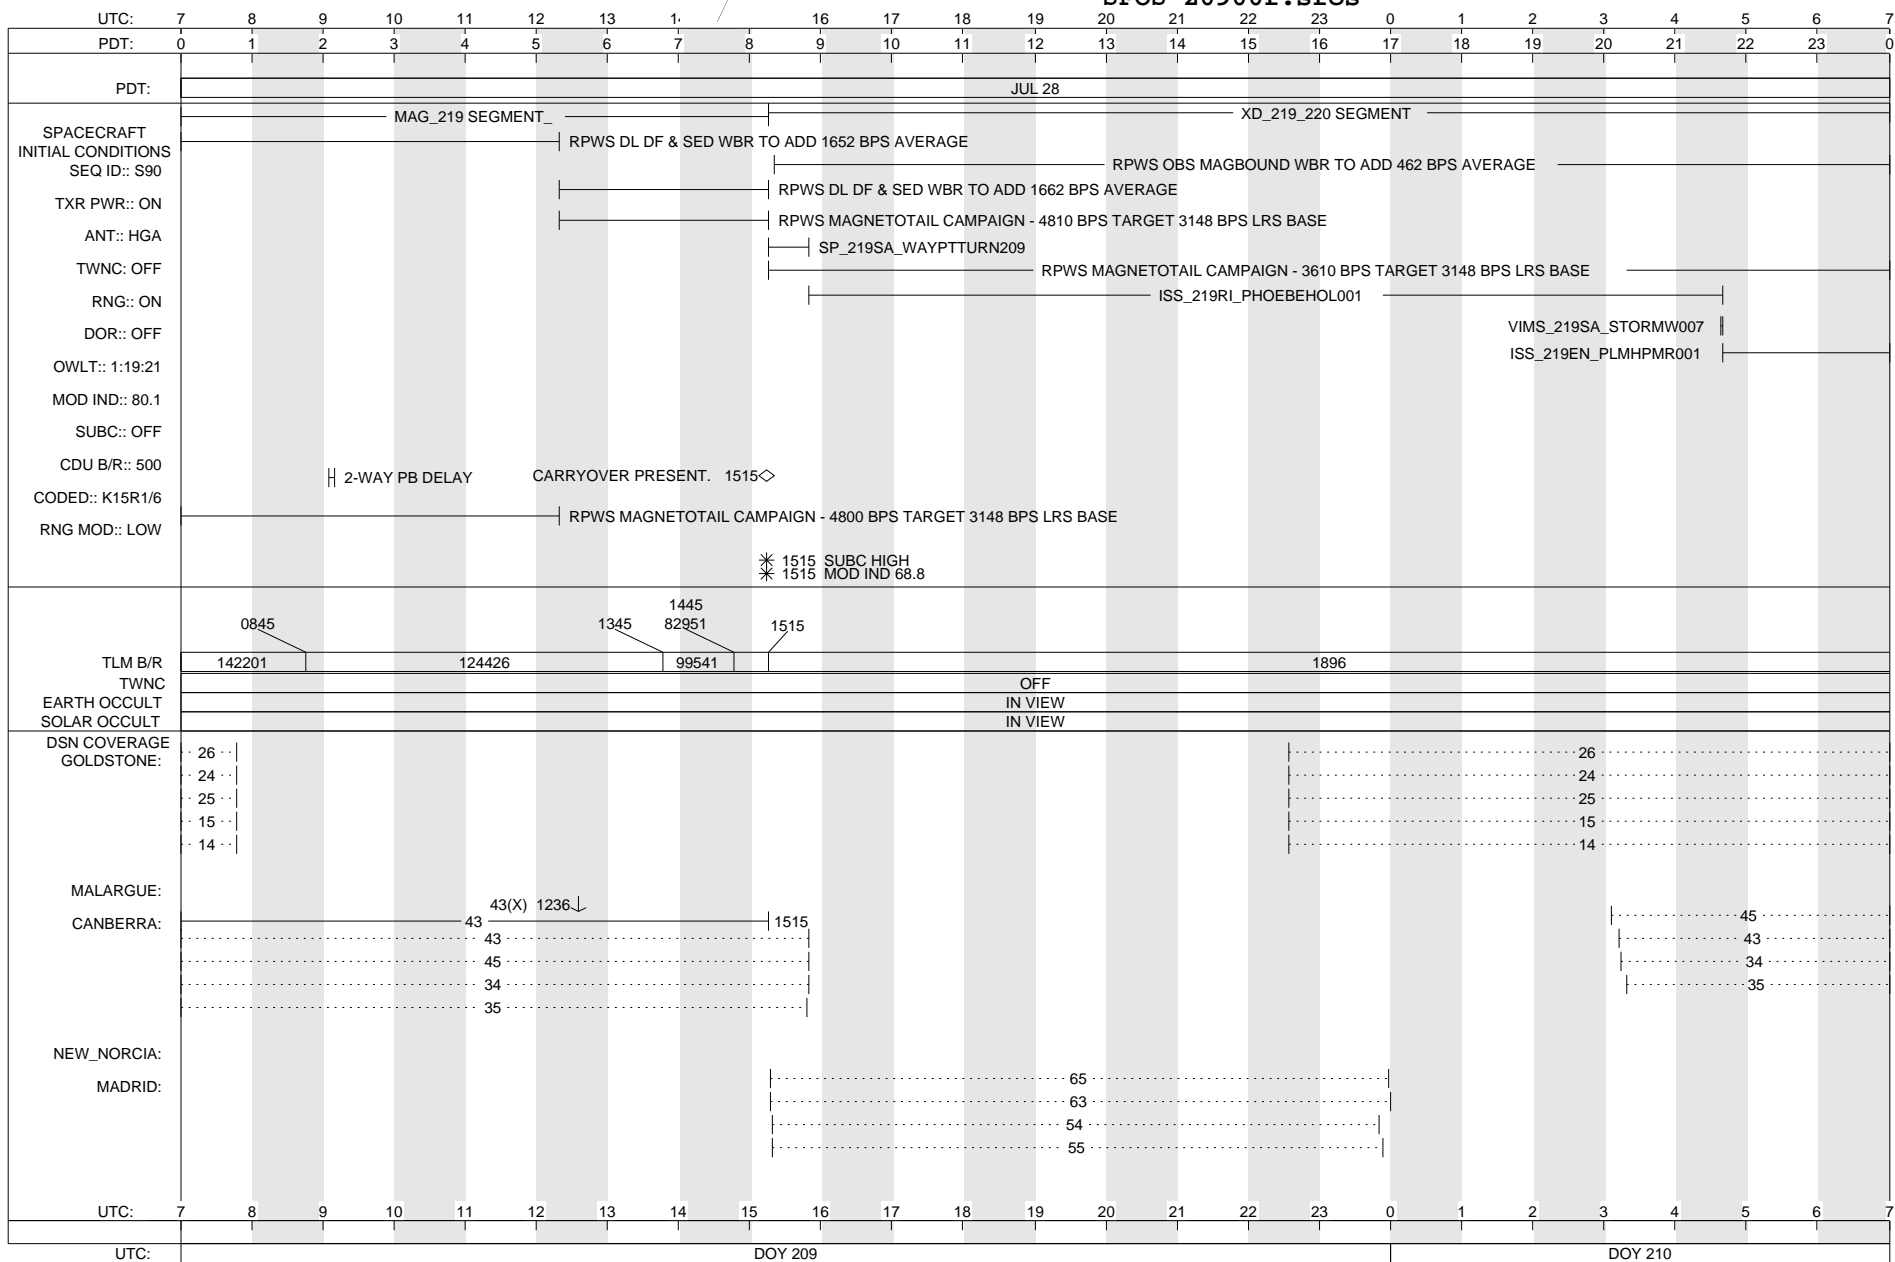 SFOS 20900P.sfos
UTC: 7 8 9 10 11 12 13 14 16 17 18 19 20 21 22 23 0 1 2 3 4 5 6 7
PDT: 0 1 2 3 4 5 6 7 8 9 10 11 12 13 14 15 16 17 18 19 20 21 22 23 0
PDT: JUL 28
MAG_219 SEGMENT_ XD_219_220 SEGMENT
SPACECRAFT
INITIAL CONDITIONS
RPWS DL DF & SED WBR TO ADD 1652 BPS AVERAGE
RPWS OBS MAGBOUND WBR TO ADD 462 BPS AVERAGE
SEQ ID:: S90
RPWS DL DF & SED WBR TO ADD 1662 BPS AVERAGE
TXR PWR:: ON
RPWS MAGNETOTAIL CAMPAIGN - 4810 BPS TARGET 3148 BPS LRS BASE
ANT:: HGA
SP_219SA_WAYPTTURN209
TWNC: OFF
RPWS MAGNETOTAIL CAMPAIGN - 3610 BPS TARGET 3148 BPS LRS BASE
RNG:: ON
ISS_219RI_PHOEBEHOL001
DOR:: OFF
VIMS_219SA_STORMW007
ISS_219EN_PLMHPMR001
OWLT:: 1:19:21
MOD IND:: 80.1
SUBC:: OFF
CDU B/R:: 500
2-WAY PB DELAY CARRYOVER PRESENT. 1515
CODED:: K15R1/6
RPWS MAGNETOTAIL CAMPAIGN - 4800 BPS TARGET 3148 BPS LRS BASE
RNG MOD:: LOW
1515 SUBC HIGH
1515 MOD IND 68.8
1445
0845 1345 82951 1515
TLM B/R 142201 124426 99541 1896
TWNC OFF
EARTH OCCULT IN VIEW
SOLAR OCCULT IN VIEW
DSN COVERAGE
GOLDSTONE: 26 26
24 24
25 25
15 15
14 14
MALARGUE:
43(X) 1236
CANBERRA: 43 1515 45
43 43
45 34
34 35
35
NEW_NORCIA:
MADRID: 65
63
54
55
UTC: 7 8 9 10 11 12 13 14 15 16 17 18 19 20 21 22 23 0 1 2 3 4 5 6 7
UTC: DOY 209 DOY 210